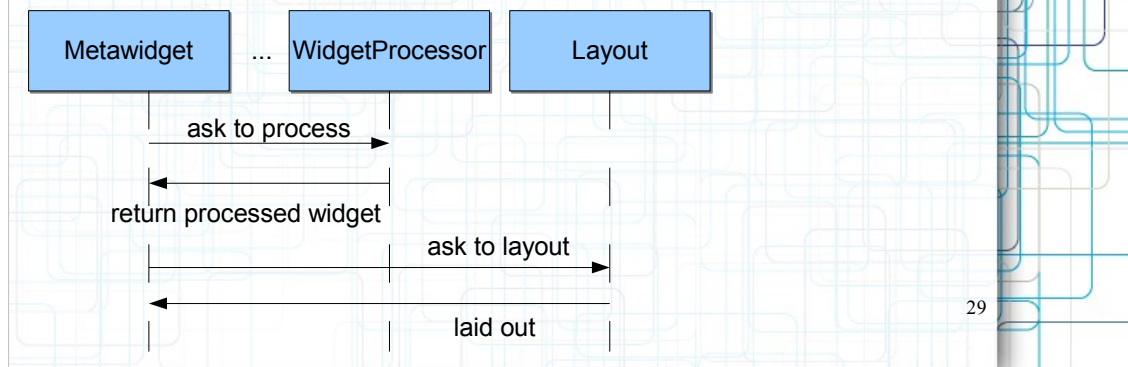 Metawidget ... WidgetProcessor Layout
ask to process
return processed widget
ask to layout
laid out
29